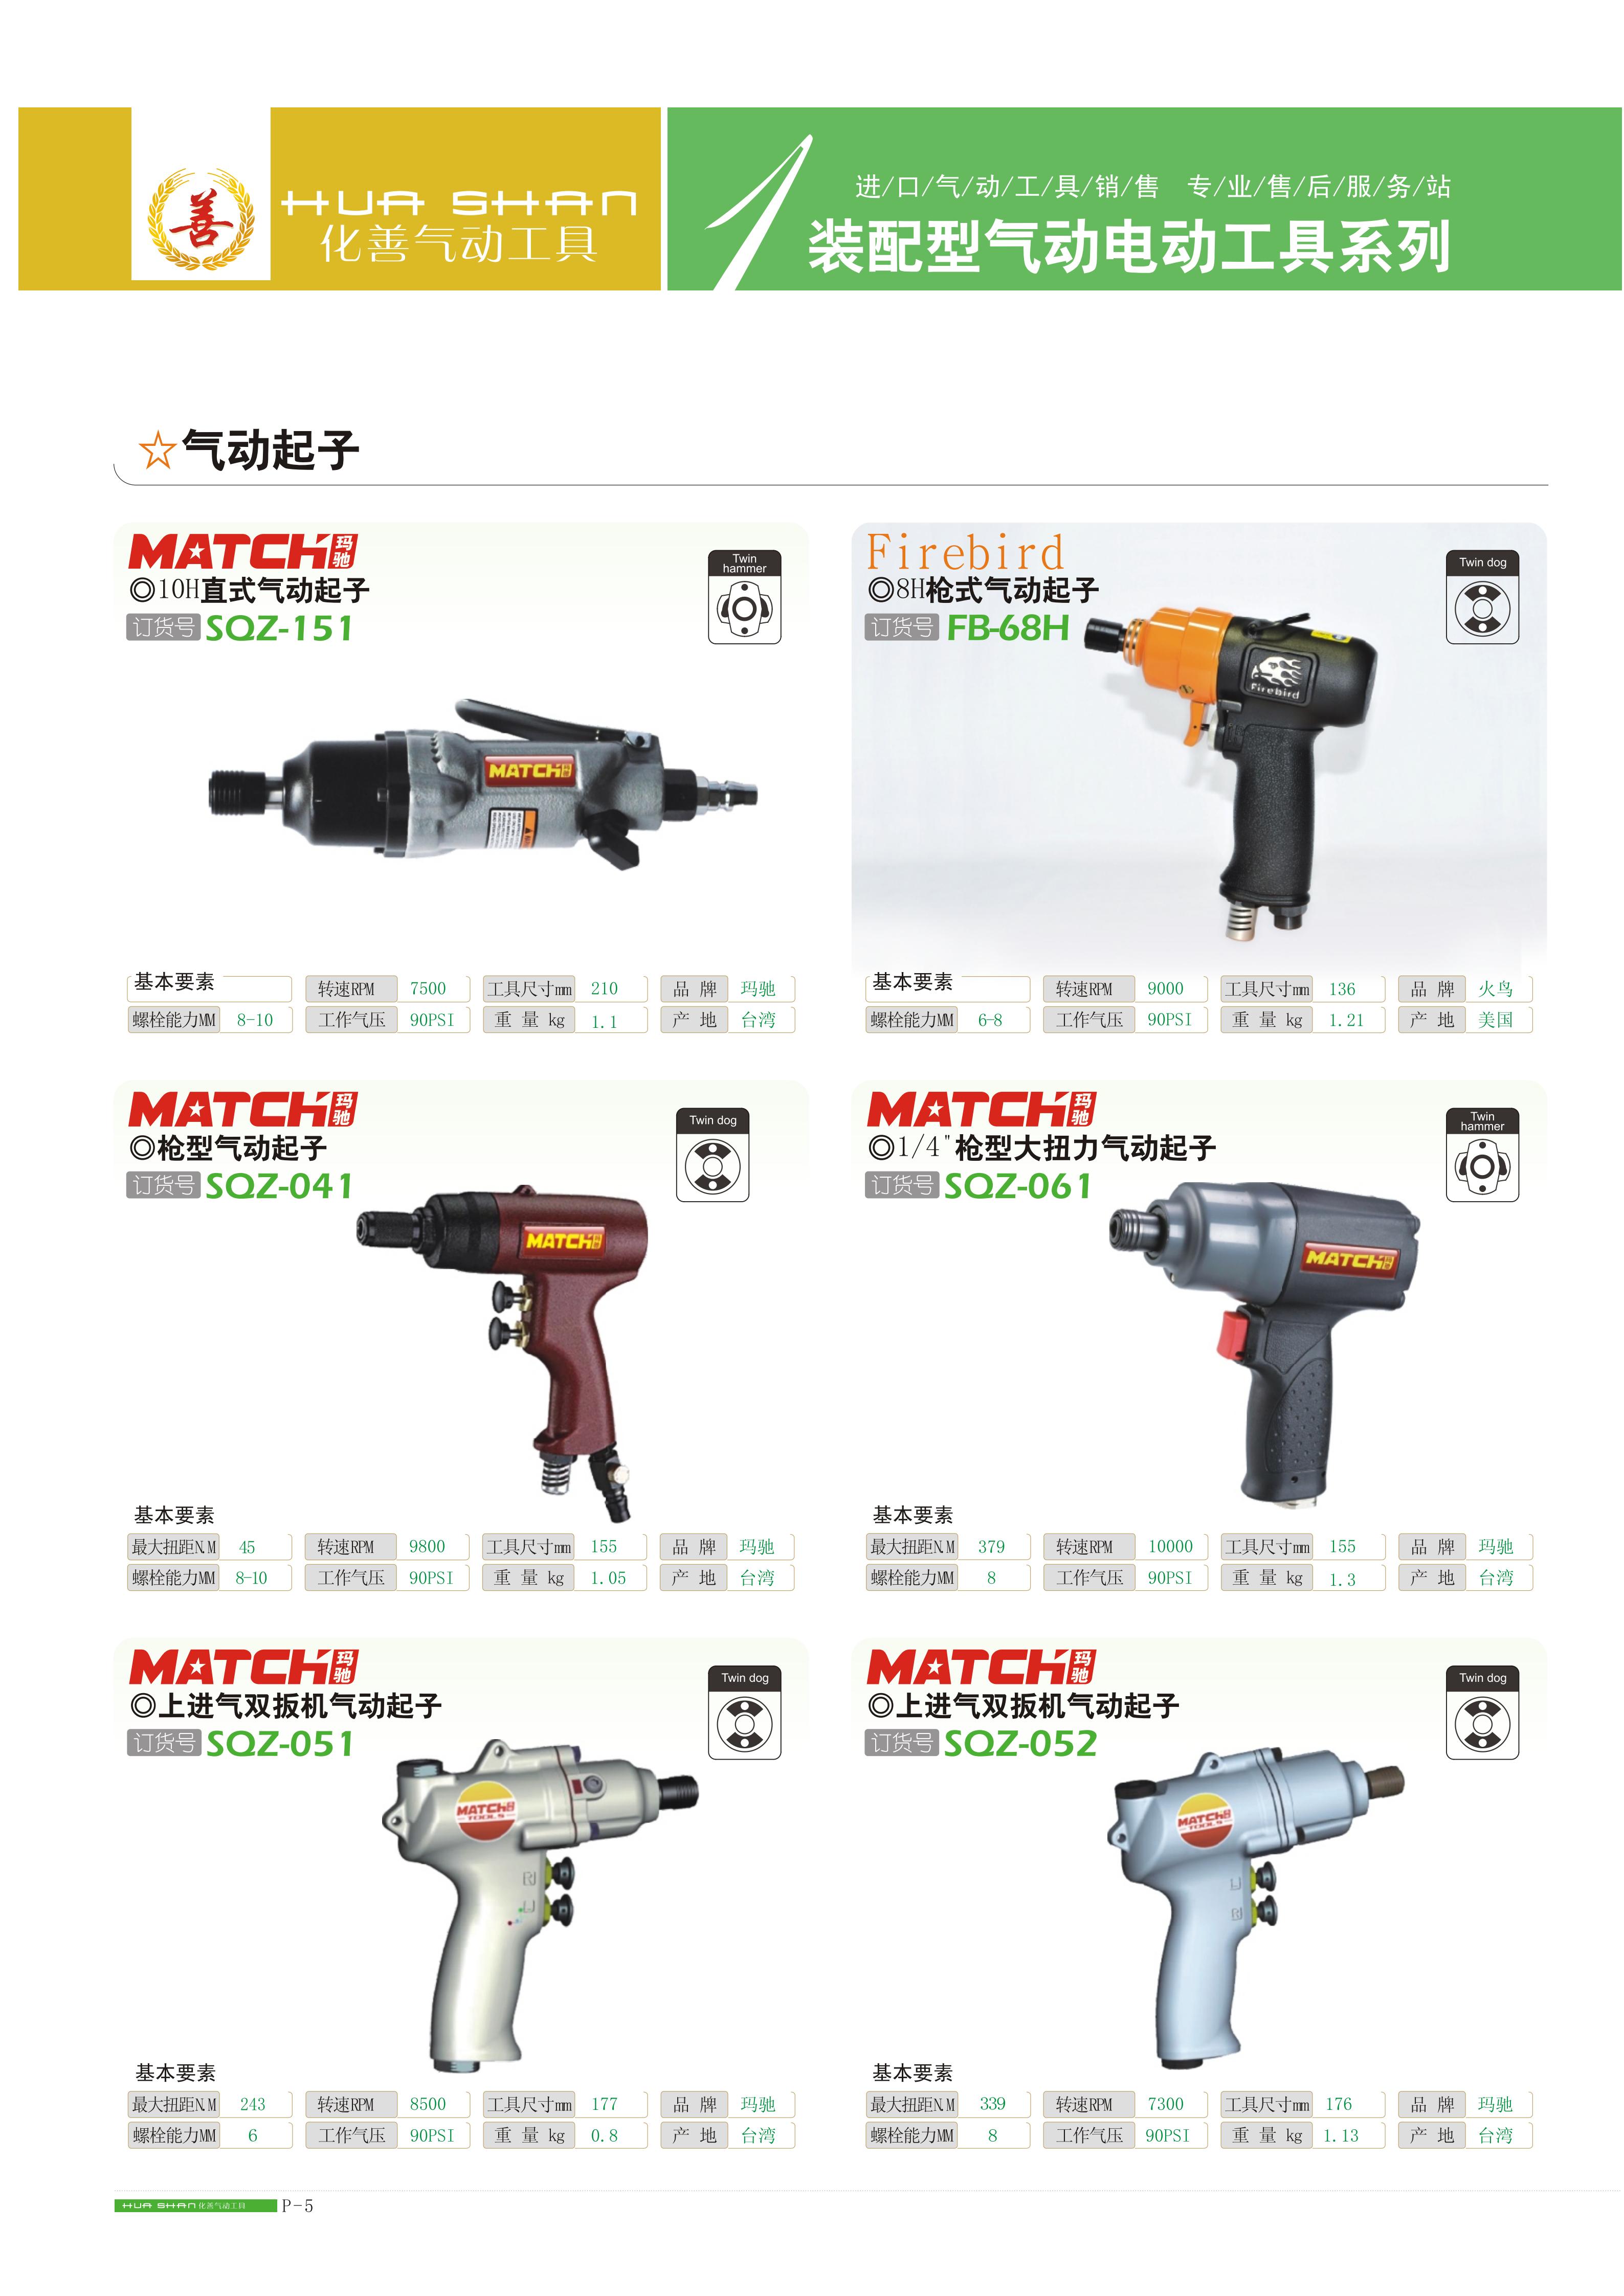 善
HUA SHAN
化善气动工具
1
进/口/气/动/工/具/销/售 专/业/售/后/服/务/站
装配型气动电动工具系列
☆气动起子
MATCH玛驰
◎10H直式气动起子
订货号 SQZ-151
Twin hammer
MATCH
基本要素
转速RPM 7500
工具尺寸mm 210
品 牌 玛驰
螺栓能力MM 8-10
工作气压 90PSI
重 量 kg 1.1
产 地 台湾
Firebird
◎8H枪式气动起子
订货号 FB-68H
Twin dog
Firebird
基本要素
转速RPM 9000
工具尺寸mm 136
品 牌 火鸟
螺栓能力MM 6-8
工作气压 90PSI
重 量 kg 1.21
产 地 美国
MATCH玛驰
◎枪型气动起子
订货号 SQZ-041
Twin dog
MATCH
基本要素
最大扭距N.M 45
转速RPM 9800
工具尺寸mm 155
品 牌 玛驰
螺栓能力MM 8-10
工作气压 90PSI
重 量 kg 1.05
产 地 台湾
MATCH玛驰
◎1/4"枪型大扭力气动起子
订货号 SQZ-061
Twin hammer
MATCH
基本要素
最大扭距N.M 379
转速RPM 10000
工具尺寸mm 155
品 牌 玛驰
螺栓能力MM 8
工作气压 90PSI
重 量 kg 1.3
产 地 台湾
MATCH玛驰
◎上进气双扳机气动起子
订货号 SQZ-051
Twin dog
MATCH
TOOLS
基本要素
最大扭距N.M 243
转速RPM 8500
工具尺寸mm 177
品 牌 玛驰
螺栓能力MM 6
工作气压 90PSI
重 量 kg 0.8
产 地 台湾
MATCH玛驰
◎上进气双扳机气动起子
订货号 SQZ-052
Twin dog
MATCH
TOOLS
基本要素
最大扭距N.M 339
转速RPM 7300
工具尺寸mm 176
品 牌 玛驰
螺栓能力MM 8
工作气压 90PSI
重 量 kg 1.13
产 地 台湾
HUA SHAN 化善气动工具 P-5